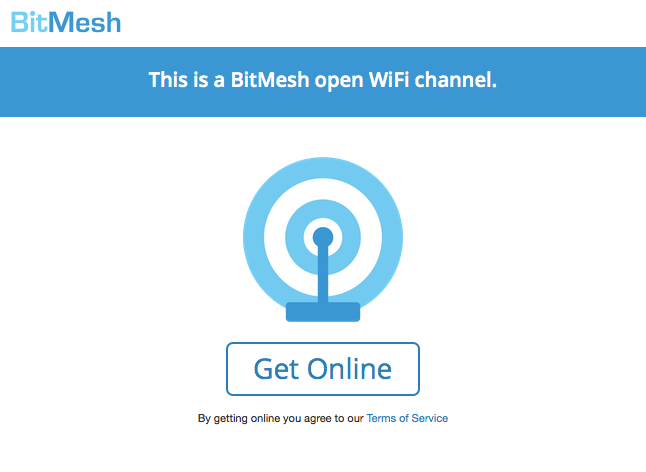 BitMesh
This is a BitMesh open WiFi channel.
Get Online
By getting online you agree to our Terms of Service